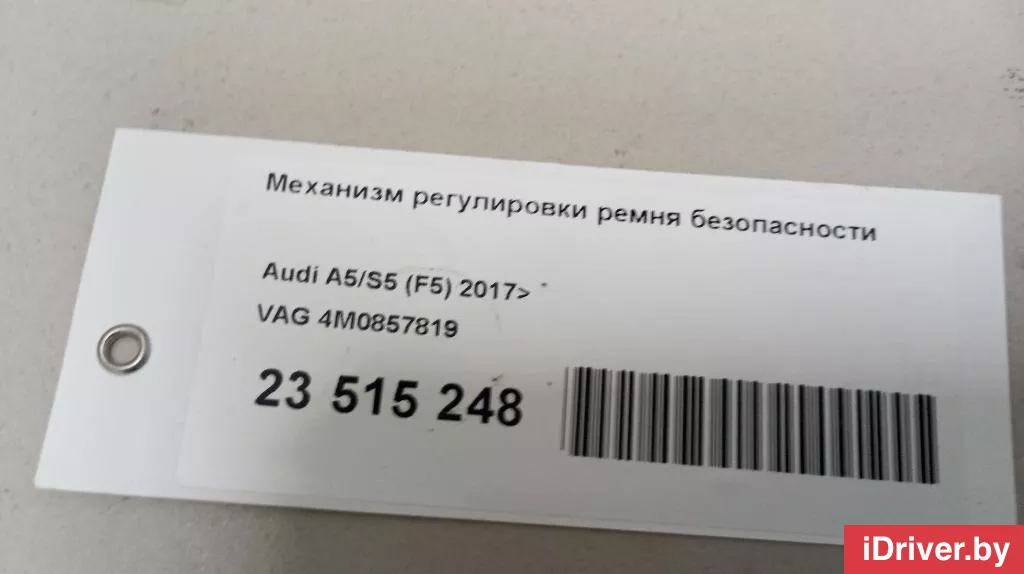 Механизм регулировки ремня безопасности
Audi A5/S5 (F5) 2017>
VAG 4M0857819
23 515 248
iDriver.by